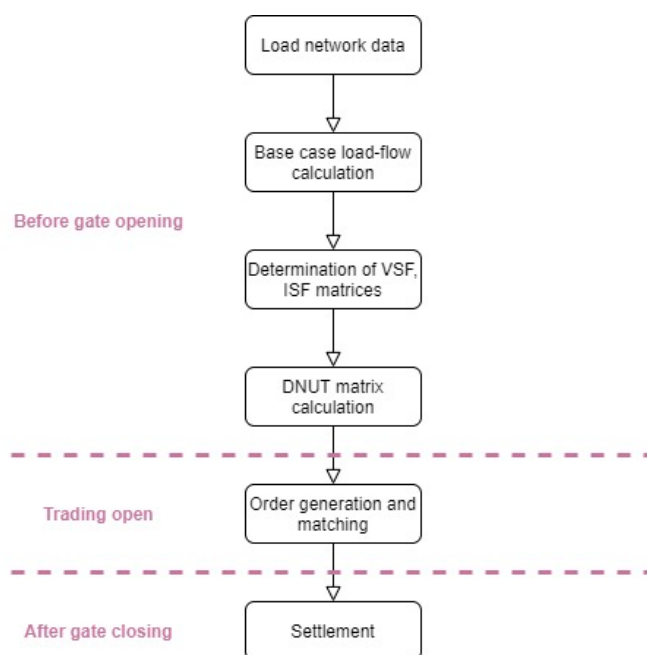 Load network data
Base case load-flow
calculation
Before gate opening
Determination of VSF,
ISF matrices
DNUT matrix
calculation
Trading open
Order generation and
matching
After gate closing
Settlement